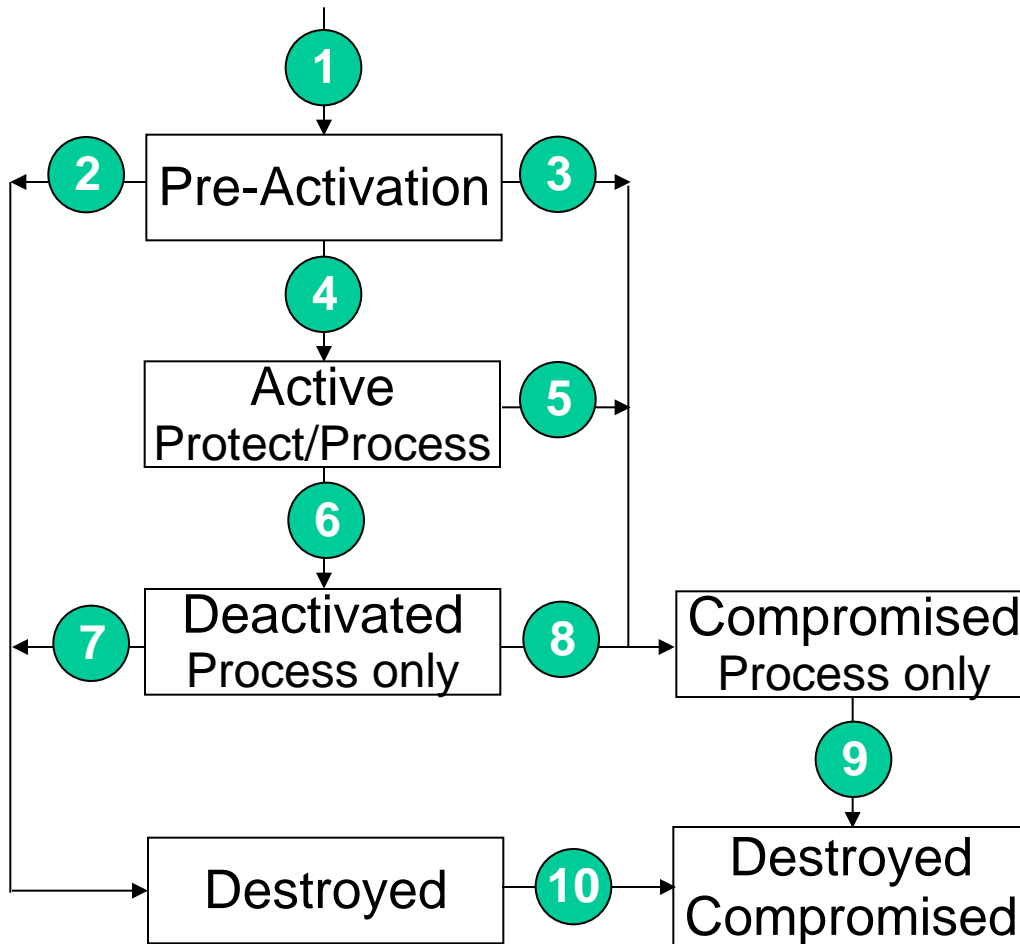 1
2
Pre-Activation
3
4
Active
Protect/Process
5
6
7
Deactivated
Process only
8
Compromised
Process only
9
Destroyed
10
Destroyed
Compromised